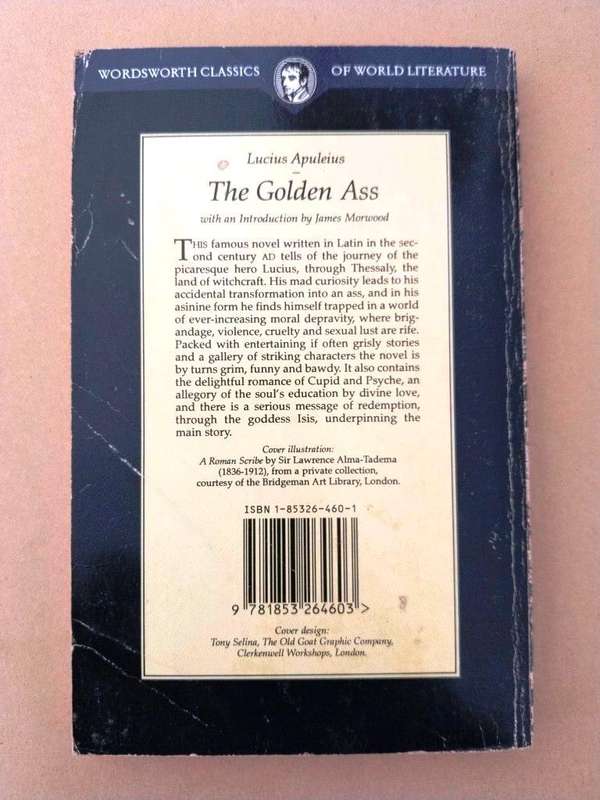 WORDSWORTH CLASSICS OF WORLD LITERATURE
Lucius Apuleius
–
The Golden Ass
with an Introduction by James Morwood
THIS famous novel written in Latin in the sec-
ond century AD tells of the journey of the
picaresque hero Lucius, through Thessaly, the
land of witchcraft. His mad curiosity leads to his
accidental transformation into an ass, and in his
asinine form he finds himself trapped in a world
of ever-increasing moral depravity, where brig-
andage, violence, cruelty and sexual lust are rife.
Packed with entertaining if often grisly stories
and a gallery of striking characters the novel is
by turns grim, funny and bawdy. It also contains
the delightful romance of Cupid and Psyche, an
allegory of the soul's education by divine love,
and there is a serious message of redemption,
through the goddess Isis, underpinning the
main story.
Cover illustration:
A Roman Scribe by Sir Lawrence Alma-Tadema
(1836-1912), from a private collection,
courtesy of the Bridgeman Art Library, London.
ISBN 1-85326-460-1
9 781853 264603 >
Cover design:
Tony Selina, The Old Goat Graphic Company,
Clerkenwell Workshops, London.